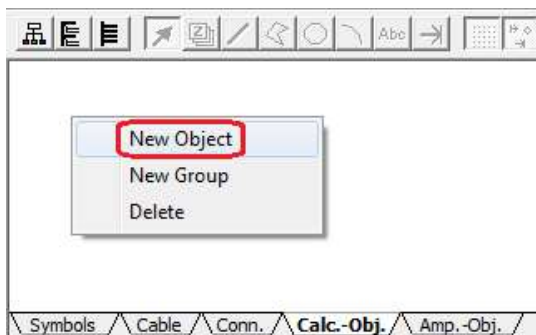 Abc
New Object
New Group
Delete
Symbols Cable Conn. Calc.-Obj. Amp.-Obj.